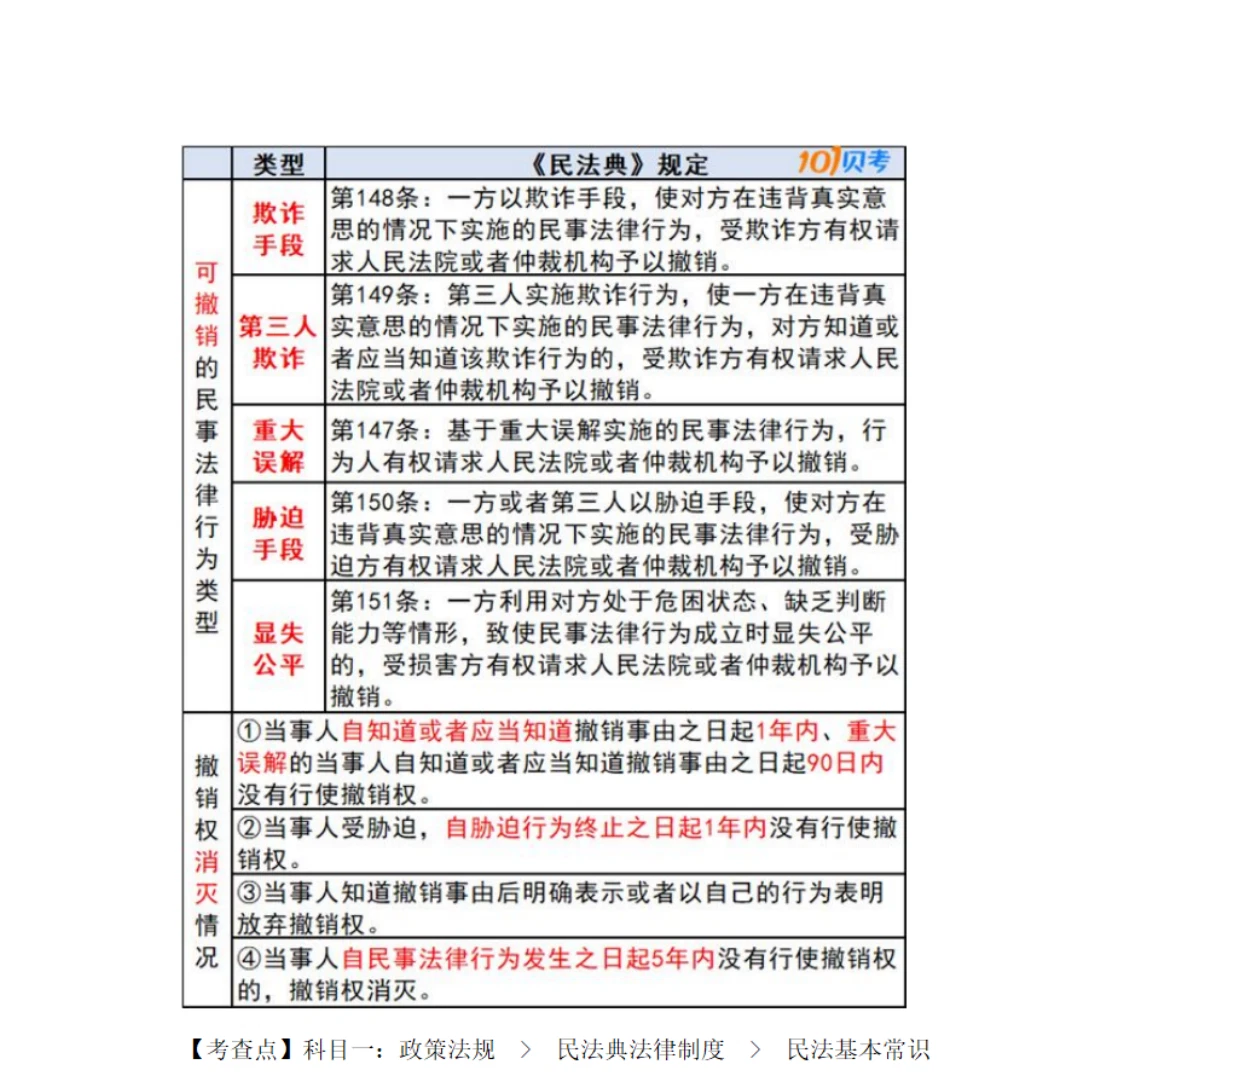 类型 《民法典》规定 101贝考
可撤销的民事法律行为类型
欺诈
手段
第148条：一方以欺诈手段，使对方在违背真实意
思的情况下实施的民事法律行为，受欺诈方有权请
求人民法院或者仲裁机构予以撤销。
第三人
欺诈
第149条：第三人实施欺诈行为，使一方在违背真
实意思的情况下实施的民事法律行为，对方知道或
者应当知道该欺诈行为的，受欺诈方有权请求人民
法院或者仲裁机构予以撤销。
重大
误解
第147条：基于重大误解实施的民事法律行为，行
为人有权请求人民法院或者仲裁机构予以撤销。
胁迫
手段
第150条：一方或者第三人以胁迫手段，使对方在
违背真实意思的情况下实施的民事法律行为，受胁
迫方有权请求人民法院或者仲裁机构予以撤销。
显失
公平
第151条：一方利用对方处于危困状态、缺乏判断
能力等情形，致使民事法律行为成立时显失公平
的，受损害方有权请求人民法院或者仲裁机构予以
撤销。
撤销权消灭情况
①当事人自知道或者应当知道撤销事由之日起1年内、重大
误解的当事人自知道或者应当知道撤销事由之日起90日内
没有行使撤销权。
②当事人受胁迫，自胁迫行为终止之日起1年内没有行使撤
销权。
③当事人知道撤销事由后明确表示或者以自己的行为表明
放弃撤销权。
④当事人自民事法律行为发生之日起5年内没有行使撤销权
的，撤销权消灭。
【考查点】科目一：政策法规 > 民法典法律制度 > 民法基本常识